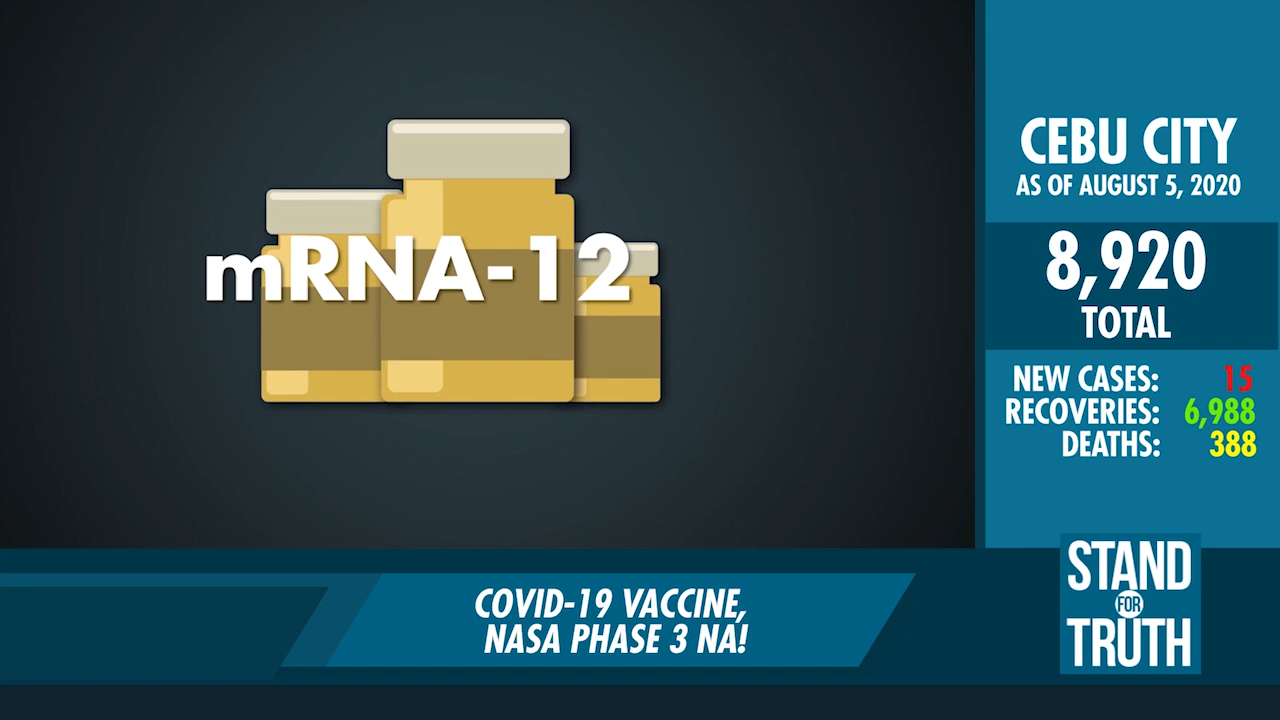 mRNA-12
CEBU CITY
AS OF AUGUST 5, 2020
8,920
TOTAL
NEW CASES: 15
RECOVERIES: 6,988
DEATHS: 388
COVID-19 VACCINE,
NASA PHASE 3 NA!
STAND
FOR
TRUTH